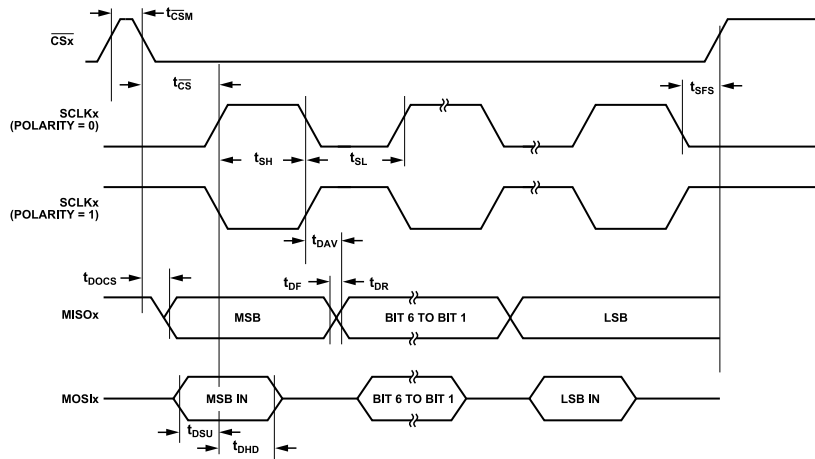 tCSM
CSx
tCS
tSFS
SCLKx
(POLARITY = 0)
tSH
tSL
SCLKx
(POLARITY = 1)
tDAV
tDOCS
tDF
tDR
MISOx
MSB
BIT 6 TO BIT 1
LSB
MOSIx
MSB IN
BIT 6 TO BIT 1
LSB IN
tDSU
tDHD